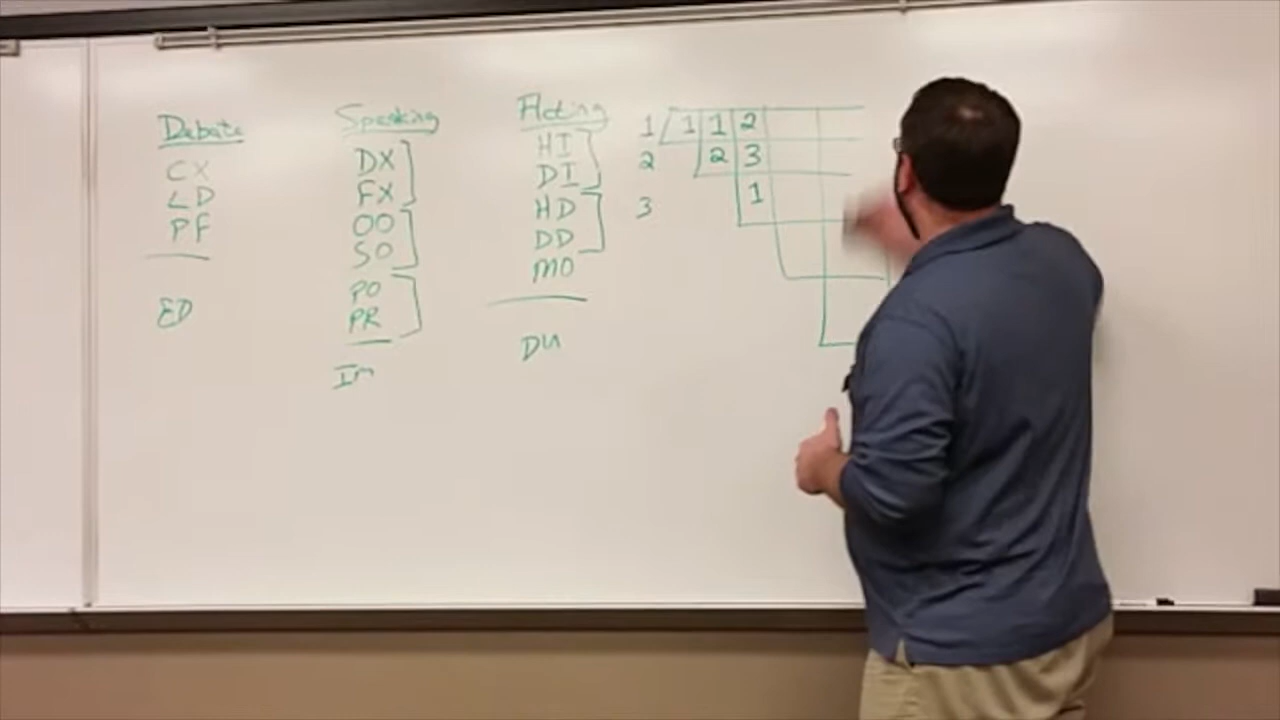 Debate
CX
LD
PF
ED
Speaking
DX
FX
OO
SO
PO
PR
Im
Acting
HI
DI
HD
DD
MO
DU
1 1 1 2
2 2 3
3 1